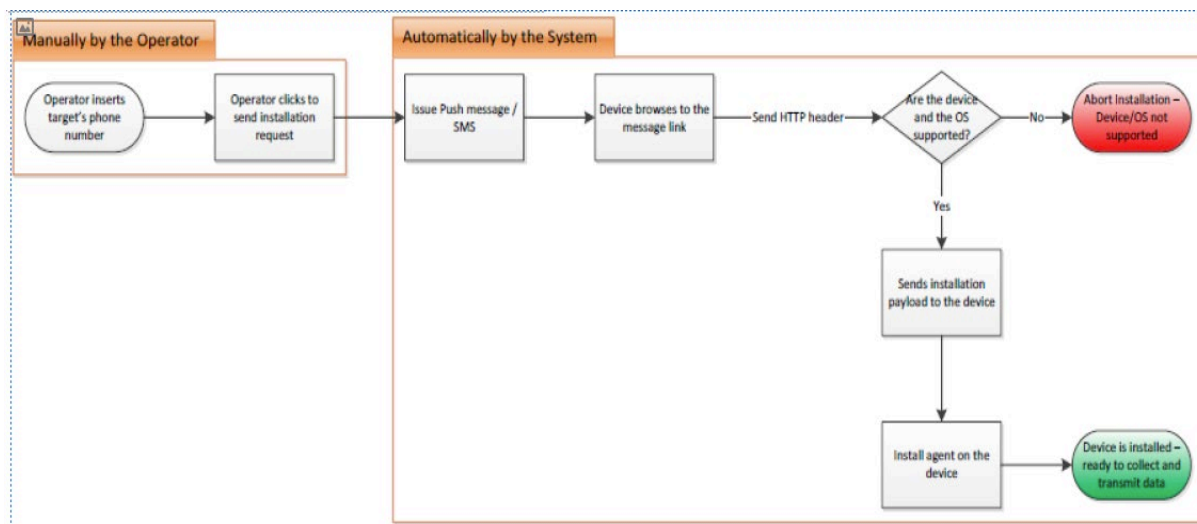 Manually by the Operator
Automatically by the System
Operator inserts
target's phone
number
Operator clicks to
send installation
request
Issue Push message /
SMS
Device browses to the
message link
Send HTTP header
Are the device
and the OS
supported?
No
Abort Installation –
Device/OS not
supported
Yes
Sends installation
payload to the device
Install agent on the
device
Device is installed –
ready to collect and
transmit data